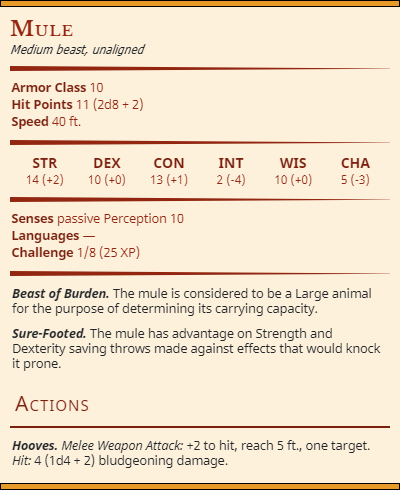 Mule
Medium beast, unaligned
Armor Class 10
Hit Points 11 (2d8 + 2)
Speed 40 ft.
STR DEX CON INT WIS CHA
14 (+2) 10 (+0) 13 (+1) 2 (-4) 10 (+0) 5 (-3)
Senses passive Perception 10
Languages —
Challenge 1/8 (25 XP)
Beast of Burden. The mule is considered to be a Large animal
for the purpose of determining its carrying capacity.
Sure-Footed. The mule has advantage on Strength and
Dexterity saving throws made against effects that would knock
it prone.
Actions
Hooves. Melee Weapon Attack: +2 to hit, reach 5 ft., one target.
Hit: 4 (1d4 + 2) bludgeoning damage.